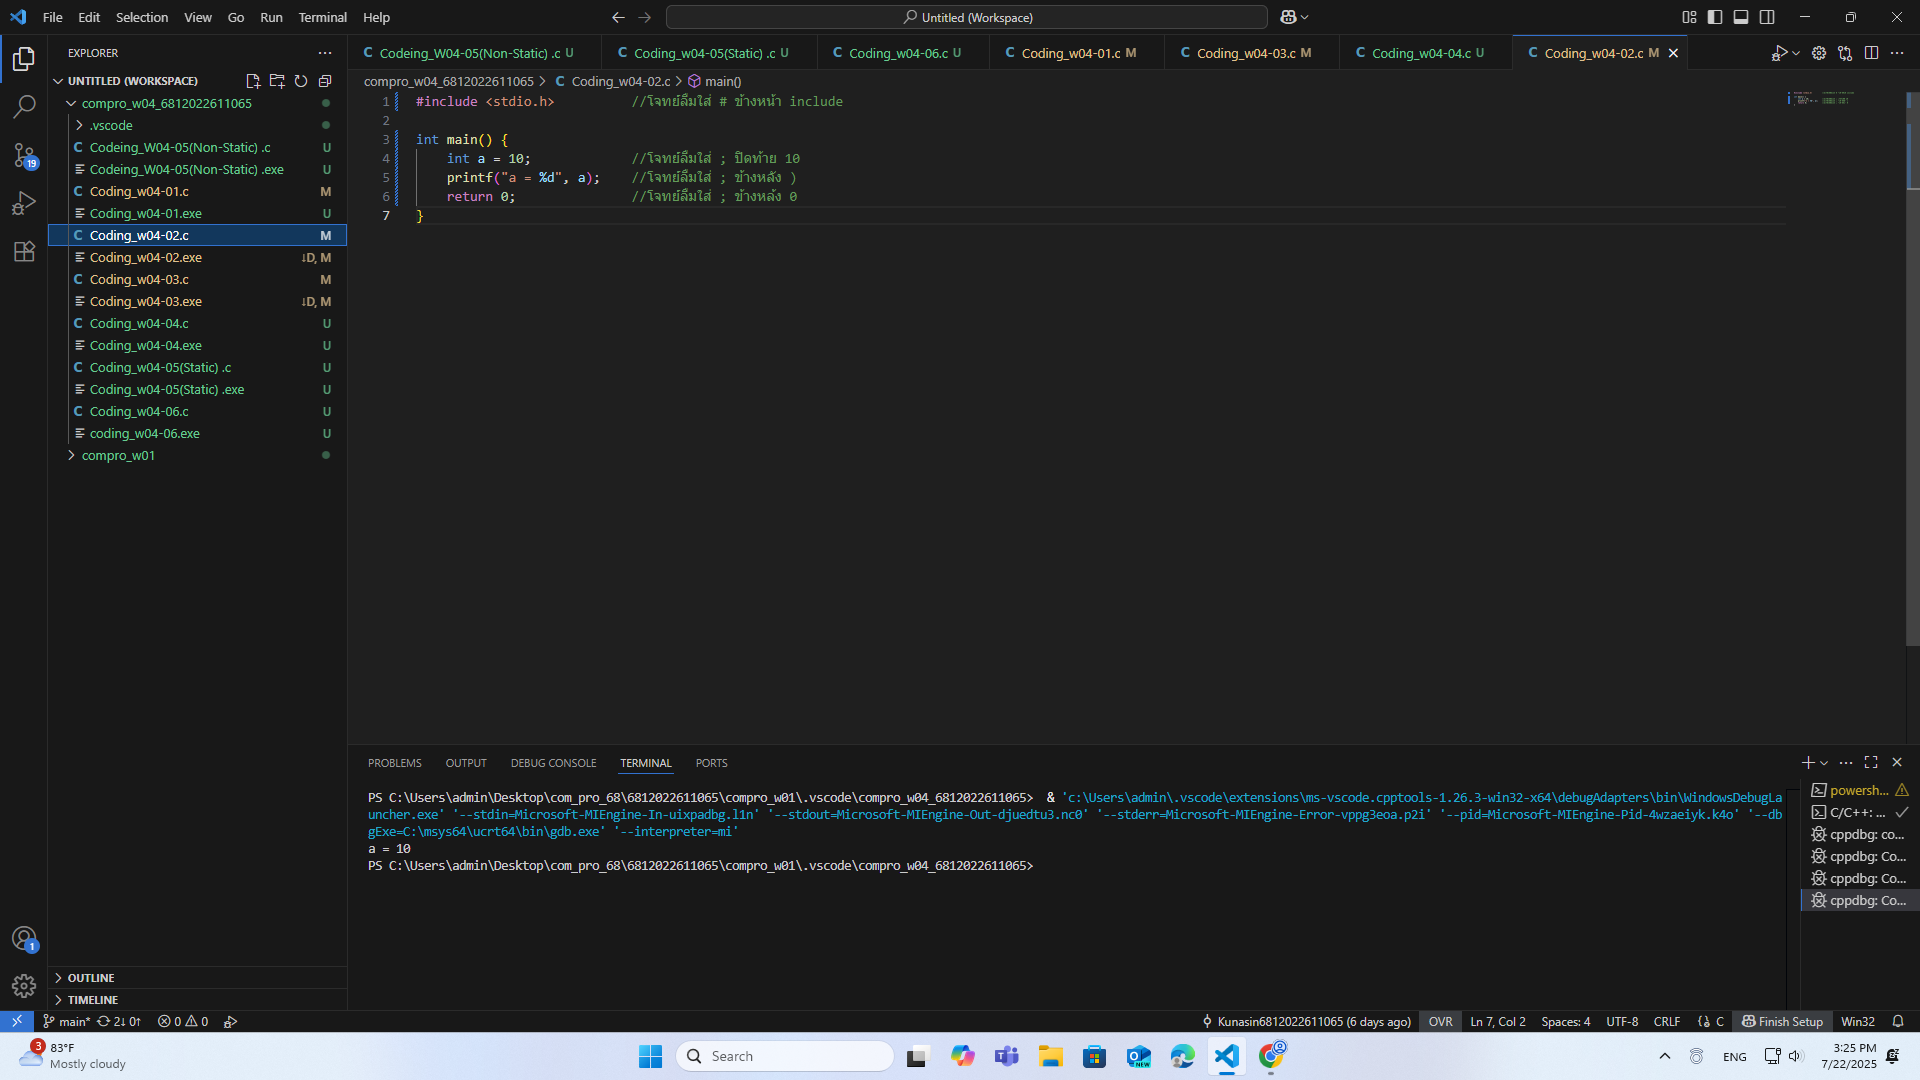 File Edit Selection View Go Run Terminal Help
Untitled (Workspace)
EXPLORER
UNTITLED (WORKSPACE)
compro_w04_6812022611065
.vscode
Codeing_W04-05(Non-Static) .c U
Codeing_W04-05(Non-Static) .exe U
Coding_w04-01.c M
Coding_w04-01.exe U
Coding_w04-02.c M
Coding_w04-02.exe ↓D, M
Coding_w04-03.c M
Coding_w04-03.exe ↓D, M
Coding_w04-04.c U
Coding_w04-04.exe U
Coding_w04-05(Static) .c U
Coding_w04-05(Static) .exe U
Coding_w04-06.c U
coding_w04-06.exe U
compro_w01
OUTLINE
TIMELINE
19
1
Codeing_W04-05(Non-Static) .c U
Coding_w04-05(Static) .c U
Coding_w04-06.c U
Coding_w04-01.c M
Coding_w04-03.c M
Coding_w04-04.c U
Coding_w04-02.c M
compro_w04_6812022611065 > C Coding_w04-02.c > main()
1 #include <stdio.h> //โจทย์ลืมใส่ # ข้างหน้า include
2
3 int main() {
4 int a = 10; //โจทย์ลืมใส่ ; ปิดท้าย 10
5 printf("a = %d", a); //โจทย์ลืมใส่ ; ข้างหลัง )
6 return 0; //โจทย์ลืมใส่ ; ข้างหลัง 0
7 }
PROBLEMS OUTPUT DEBUG CONSOLE TERMINAL PORTS
PS C:\Users\admin\Desktop\com_pro_68\6812022611065\compro_w01\.vscode\compro_w04_6812022611065> & 'c:\Users\admin\.vscode\extensions\ms-vscode.cpptools-1.26.3-win32-x64\debugAdapters\bin\WindowsDebugLa
uncher.exe' '--stdin=Microsoft-MIEngine-In-uixpadbg.l1n' '--stdout=Microsoft-MIEngine-Out-djuedtu3.nc0' '--stderr=Microsoft-MIEngine-Error-vppg3eoa.p2i' '--pid=Microsoft-MIEngine-Pid-4wzaeiyk.k4o' '--db
gExe=C:\msys64\ucrt64\bin\gdb.exe' '--interpreter=mi'
a = 10
PS C:\Users\admin\Desktop\com_pro_68\6812022611065\compro_w01\.vscode\compro_w04_6812022611065>
powersh...
C/C++: ...
cppdbg: co...
cppdbg: Co...
cppdbg: Co...
cppdbg: Co...
main* 2↓ 0↑ 0 0
Kunasin6812022611065 (6 days ago) OVR Ln 7, Col 2 Spaces: 4 UTF-8 CRLF {} C Finish Setup Win32
3
83°F
Mostly cloudy
Search
NEW
ENG
3:25 PM
7/22/2025